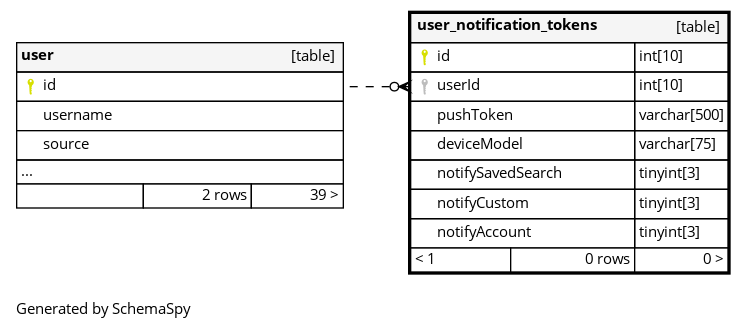 user [table]
id
username
source
...
2 rows 39 >
user_notification_tokens [table]
id int[10]
userId int[10]
pushToken varchar[500]
deviceModel varchar[75]
notifySavedSearch tinyint[3]
notifyCustom tinyint[3]
notifyAccount tinyint[3]
< 1 0 rows 0 >
Generated by SchemaSpy